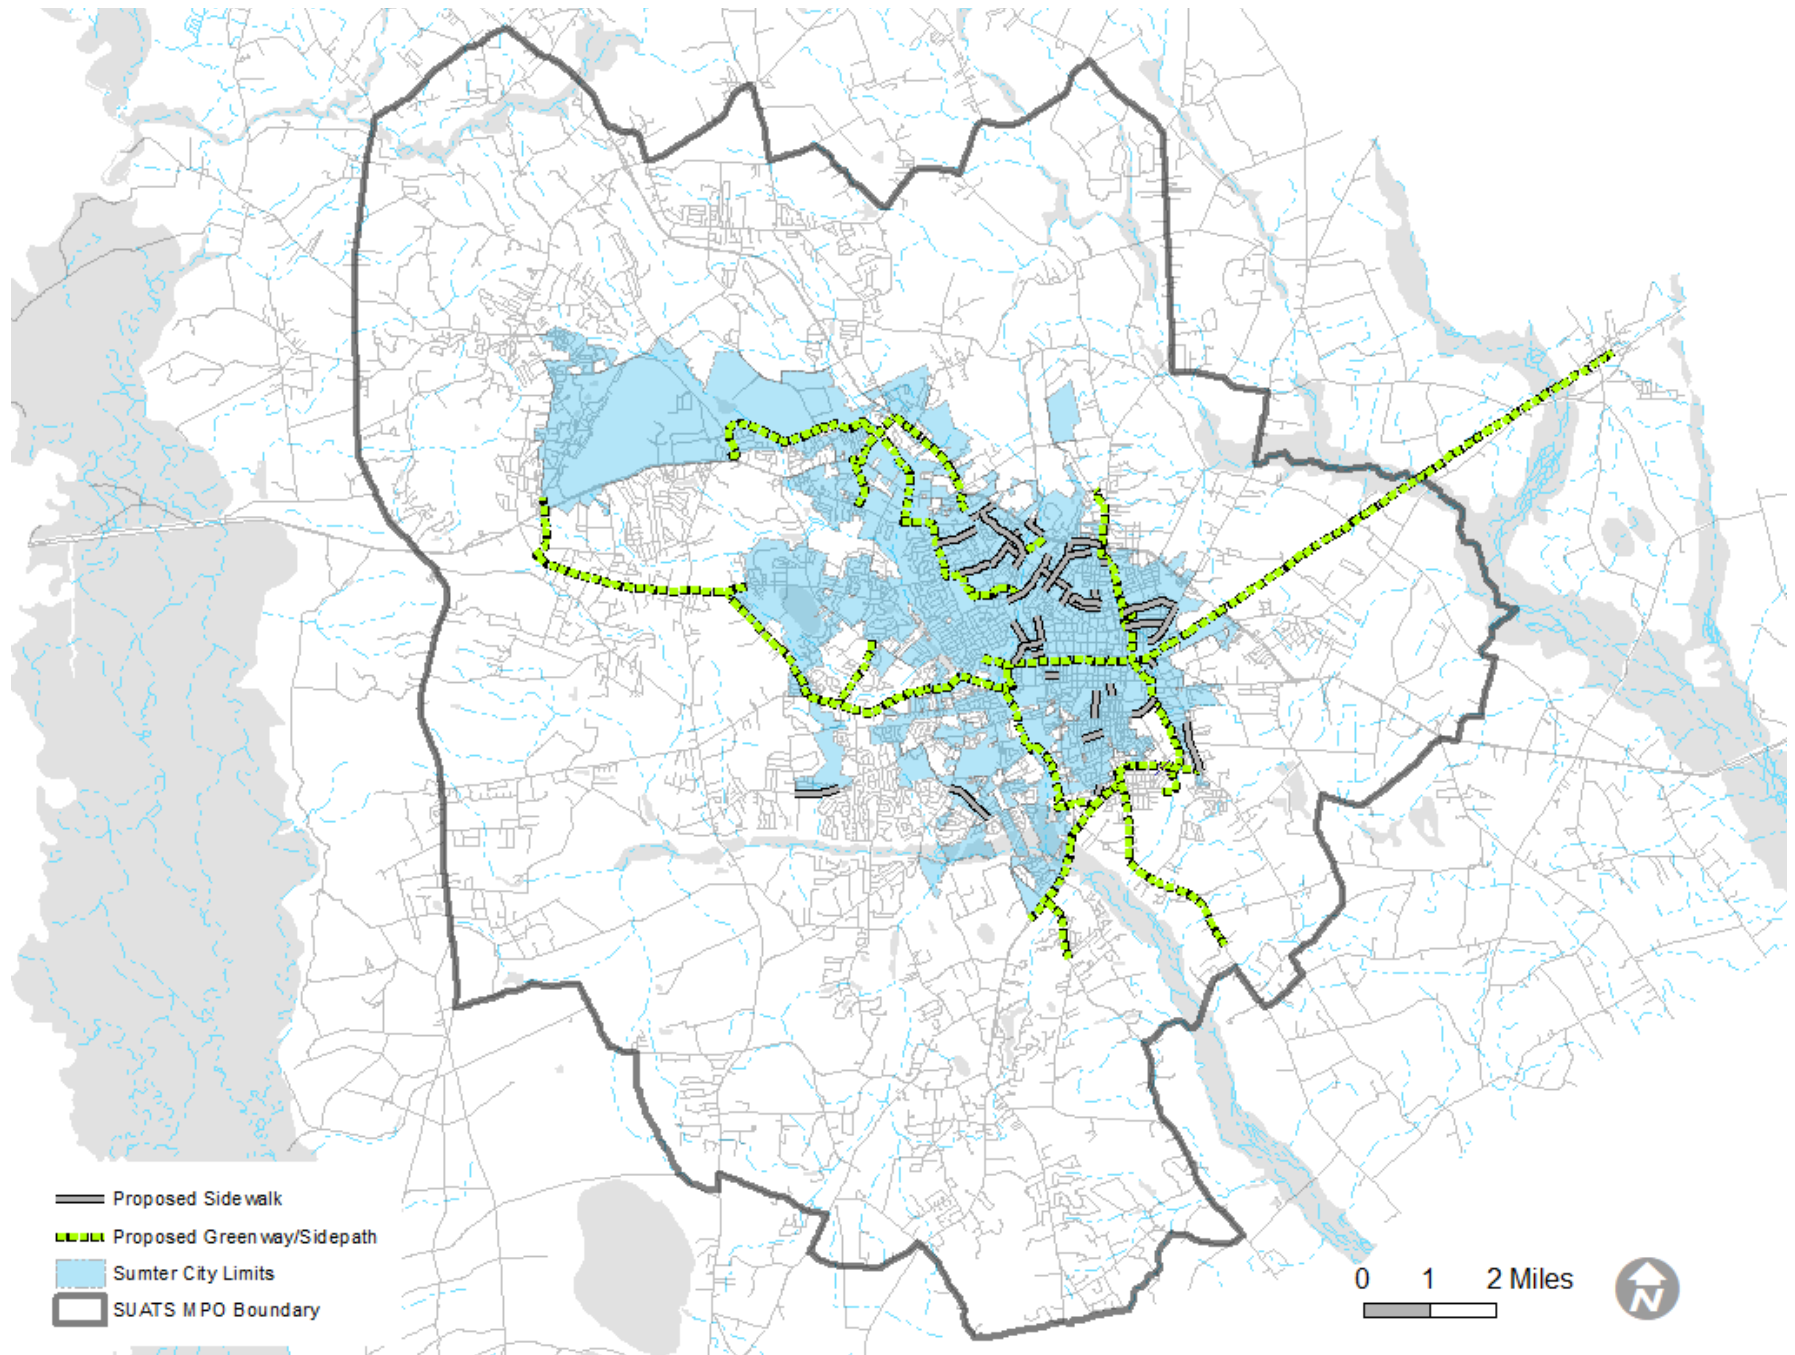 Proposed Sidewalk
Proposed Greenway/Sidepath
Sumter City Limits
SUATS MPO Boundary
0 1 2 Miles
N